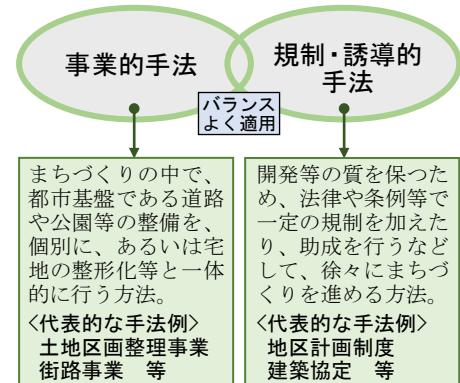 事業的手法
規制・誘導的
手法
バランス
よく適用
まちづくりの中で、
都市基盤である道路
や公園等の整備を、
個別に、あるいは宅
地の整形化等と一体
的に行う方法。
〈代表的な手法例〉
土地区画整理事業
街路事業　等
開発等の質を保つた
め、法律や条例等で
一定の規制を加えた
り、助成を行うなど
して、徐々にまちづ
くりを進める方法。
〈代表的な手法例〉
地区計画制度
建築協定　等